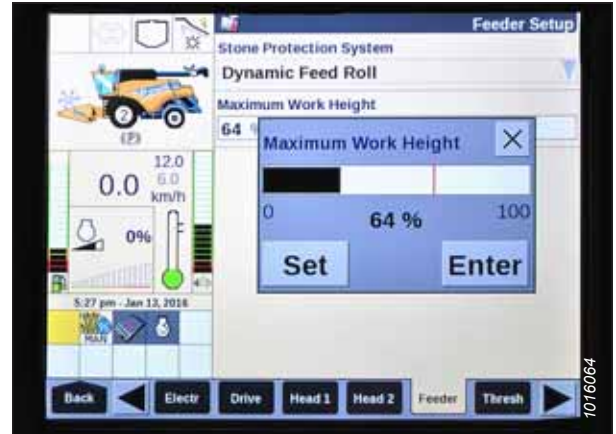 Feeder Setup
Stone Protection System
Dynamic Feed Roll
Maximum Work Height
64 %
Maximum Work Height
0
64 %
100
Set
Enter
2
(P)
12.0
6.0
0.0
km/h
0%
F
5:27 pm - Jan 13, 2016
MAN
Back
Electr
Drive
Head 1
Head 2
Feeder
Thresh
1016064